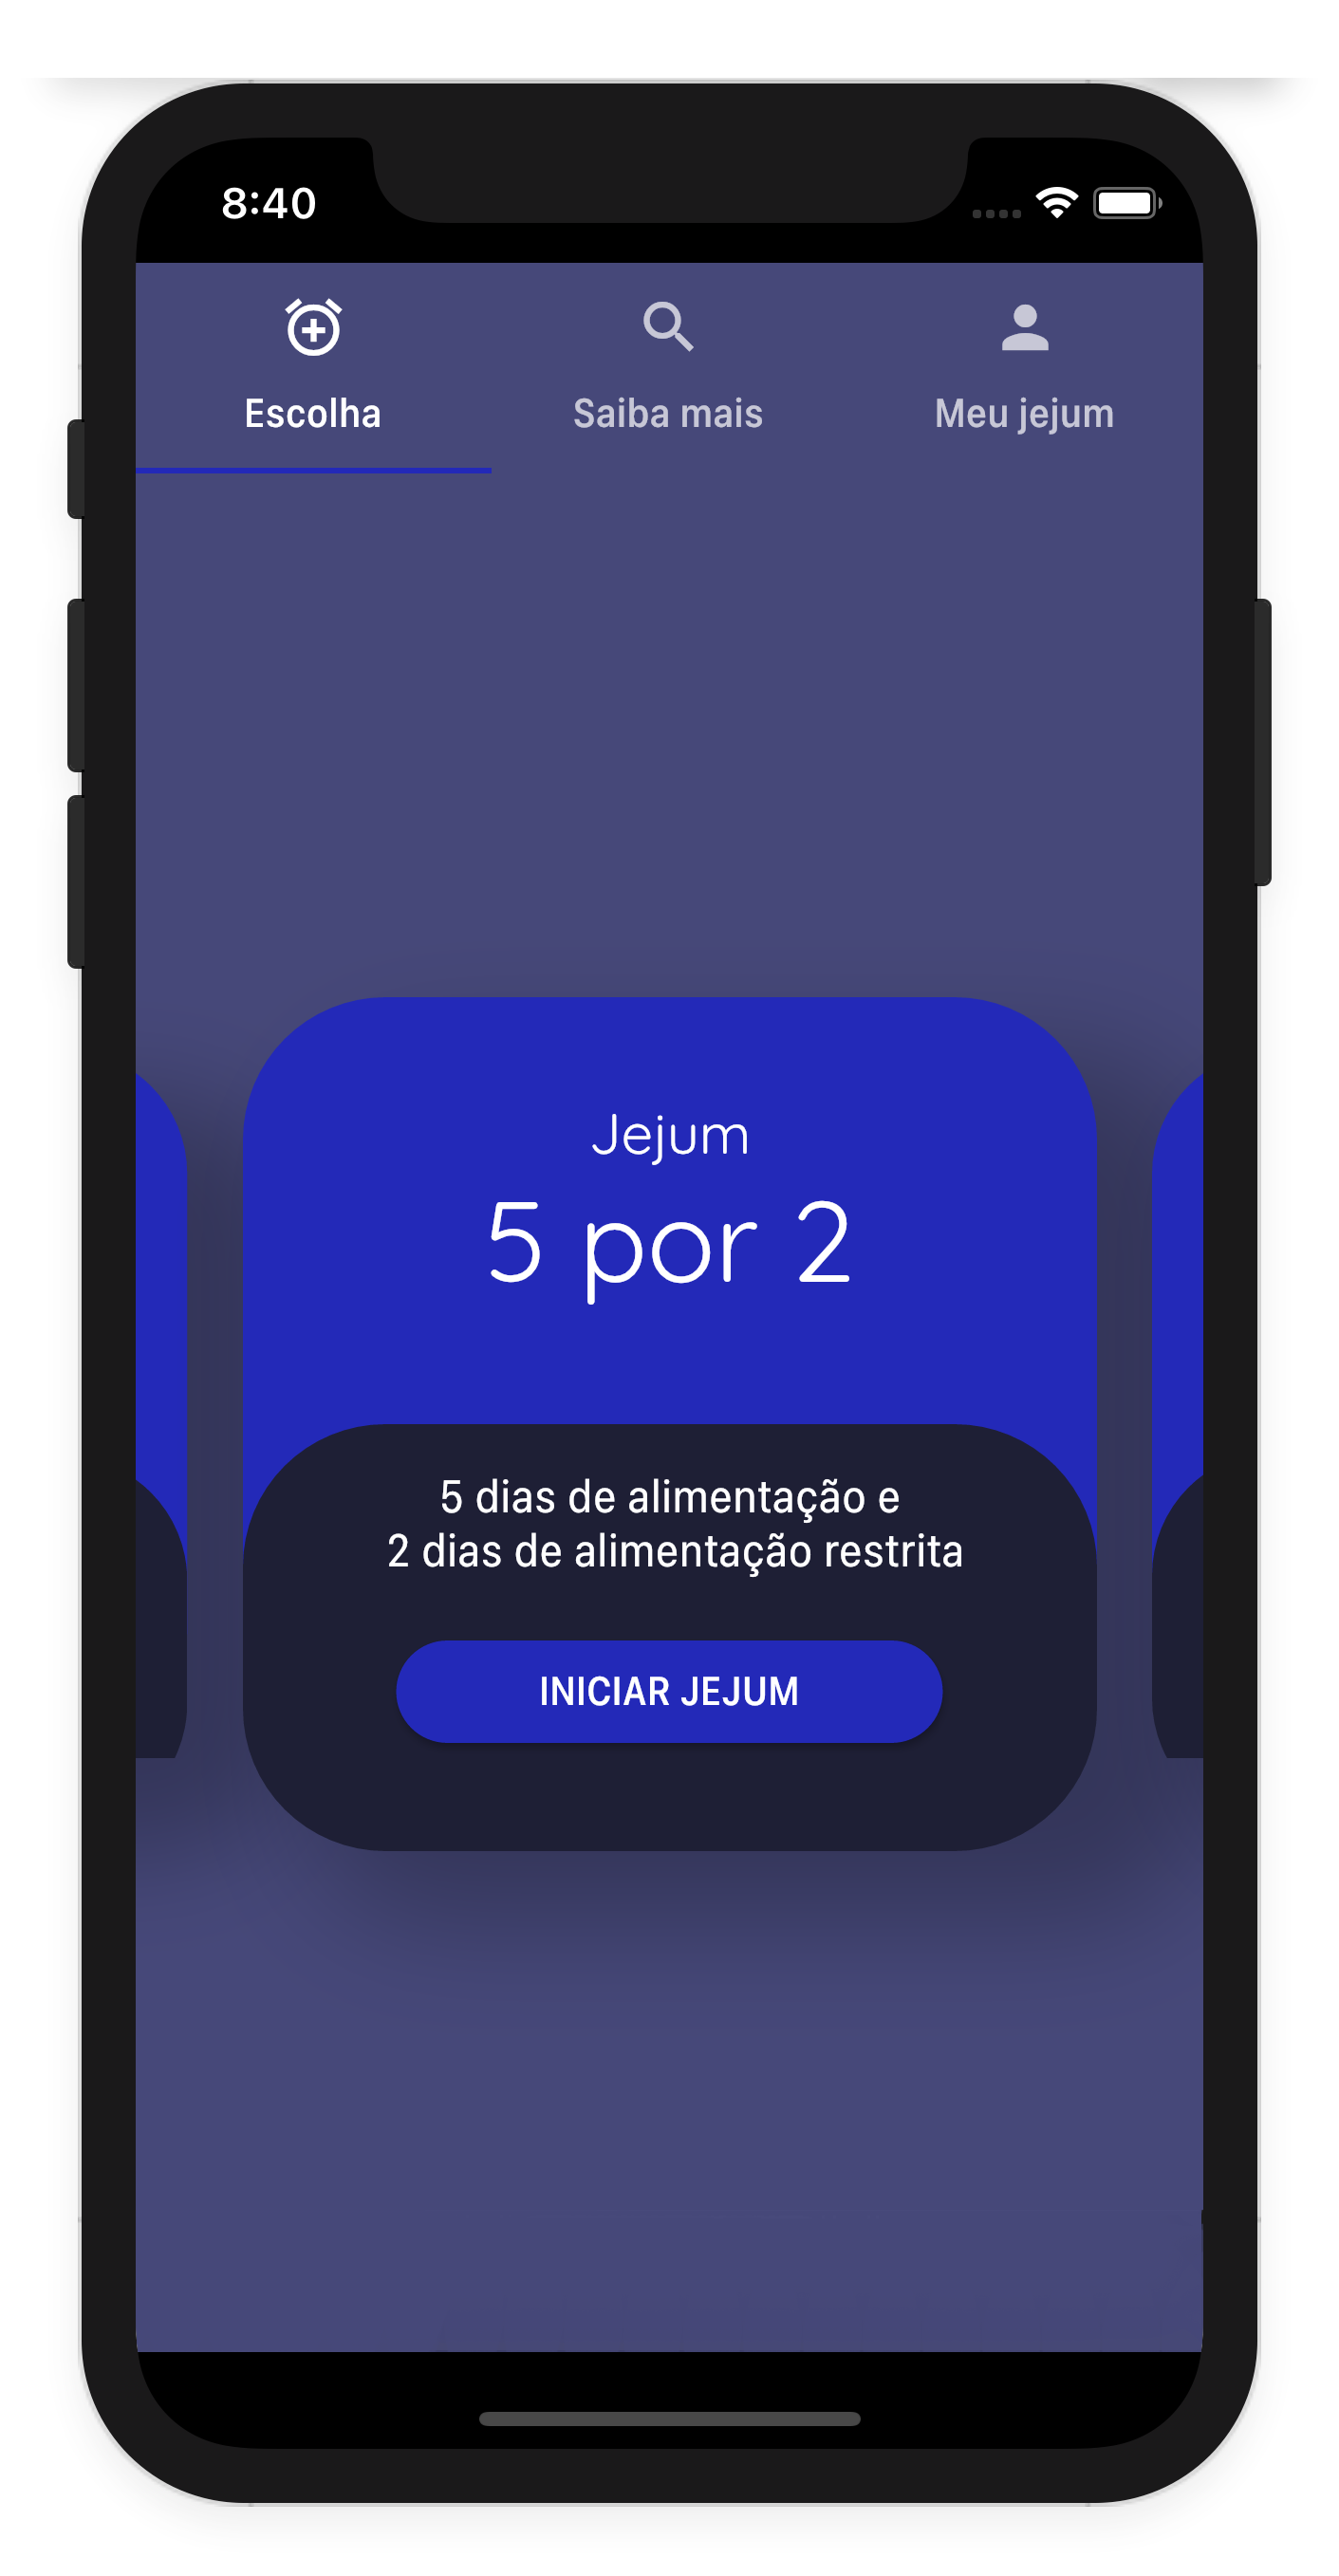 8:40
Escolha
Saiba mais
Meu jejum
Jejum
5 por 2
5 dias de alimentação e
2 dias de alimentação restrita
INICIAR JEJUM